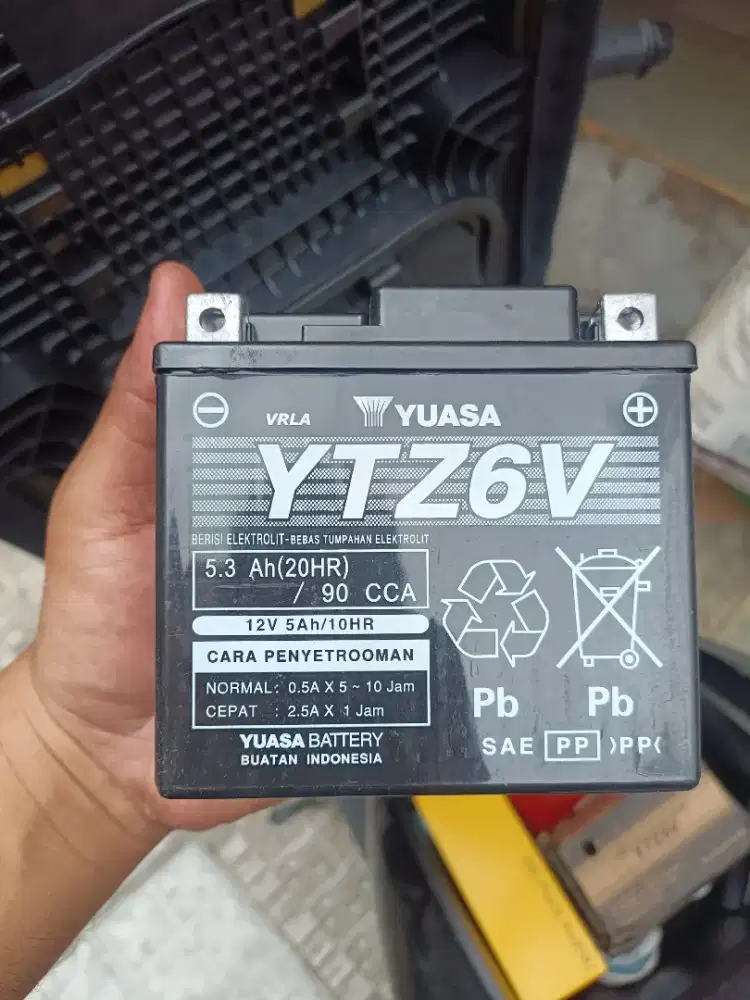 VRLA YUASA
YTZ6V
BERISI ELEKTROLIT-BEBAS TUMPAHAN ELEKTROLIT
5.3 Ah(20HR)
/ 90 CCA
12V 5Ah/10HR
CARA PENYETROOMAN
NORMAL: 0.5A X 5 ~ 10 Jam
CEPAT : 2.5A X 1 Jam
YUASA BATTERY
BUATAN INDONESIA
Pb Pb
SAE PP >PP<